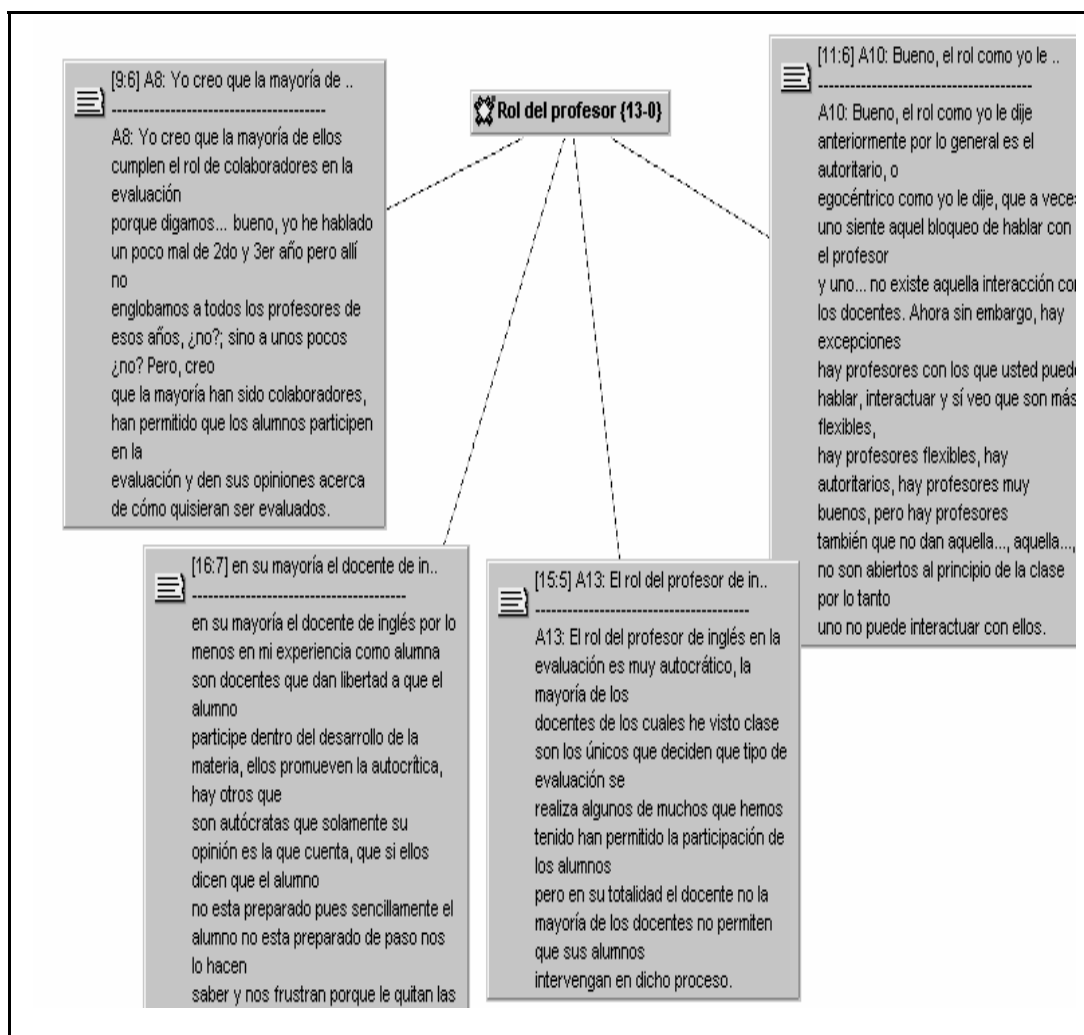 Rol del profesor {13-0}
[9:6] A8: Yo creo que la mayoría de ..
----------------------------------------
A8: Yo creo que la mayoría de ellos
cumplen el rol de colaboradores en la
evaluación
porque digamos... bueno, yo he hablado
un poco mal de 2do y 3er año pero allí
no
englobamos a todos los profesores de
esos años, ¿no?; sino a unos pocos
¿no? Pero, creo
que la mayoría han sido colaboradores,
han permitido que los alumnos participen
en la
evaluación y den sus opiniones acerca
de cómo quisieran ser evaluados.
[11:6] A10: Bueno, el rol como yo le ..
----------------------------------------
A10: Bueno, el rol como yo le dije
anteriormente por lo general es el
autoritario, o
egocéntrico como yo le dije, que a vece
uno siente aquel bloqueo de hablar con
el profesor
y uno... no existe aquella interacción co
los docentes. Ahora sin embargo, hay
excepciones
hay profesores con los que usted pued
hablar, interactuar y sí veo que son más
flexibles,
hay profesores flexibles, hay
autoritarios, hay profesores muy
buenos, pero hay profesores
también que no dan aquella..., aquella...,
no son abiertos al principio de la clase
por lo tanto
uno no puede interactuar con ellos.
[16:7] en su mayoría el docente de in..
----------------------------------------
en su mayoría el docente de inglés por lo
menos en mi experiencia como alumna
son docentes que dan libertad a que el
alumno
participe dentro del desarrollo de la
materia, ellos promueven la autocrítica,
hay otros que
son autócratas que solamente su
opinión es la que cuenta, que si ellos
dicen que el alumno
no esta preparado pues sencillamente el
alumno no esta preparado de paso nos
lo hacen
saber y nos frustran porque le quitan las
[15:5] A13: El rol del profesor de in..
----------------------------------------
A13: El rol del profesor de inglés en la
evaluación es muy autocrático, la
mayoría de los
docentes de los cuales he visto clase
son los únicos que deciden que tipo de
evaluación se
realiza algunos de muchos que hemos
tenido han permitido la participación de
los alumnos
pero en su totalidad el docente no la
mayoría de los docentes no permiten
que sus alumnos
intervengan en dicho proceso.